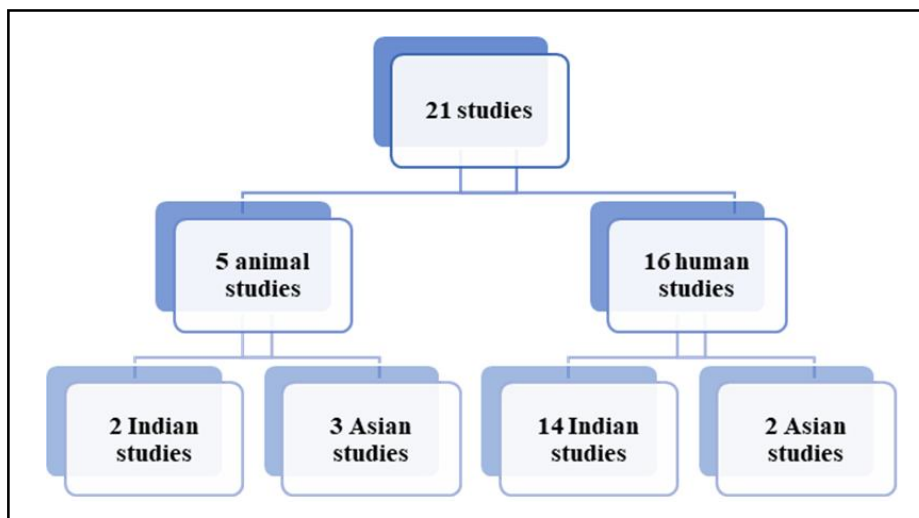 21 studies
5 animal
studies
16 human
studies
2 Indian
studies
3 Asian
studies
14 Indian
studies
2 Asian
studies